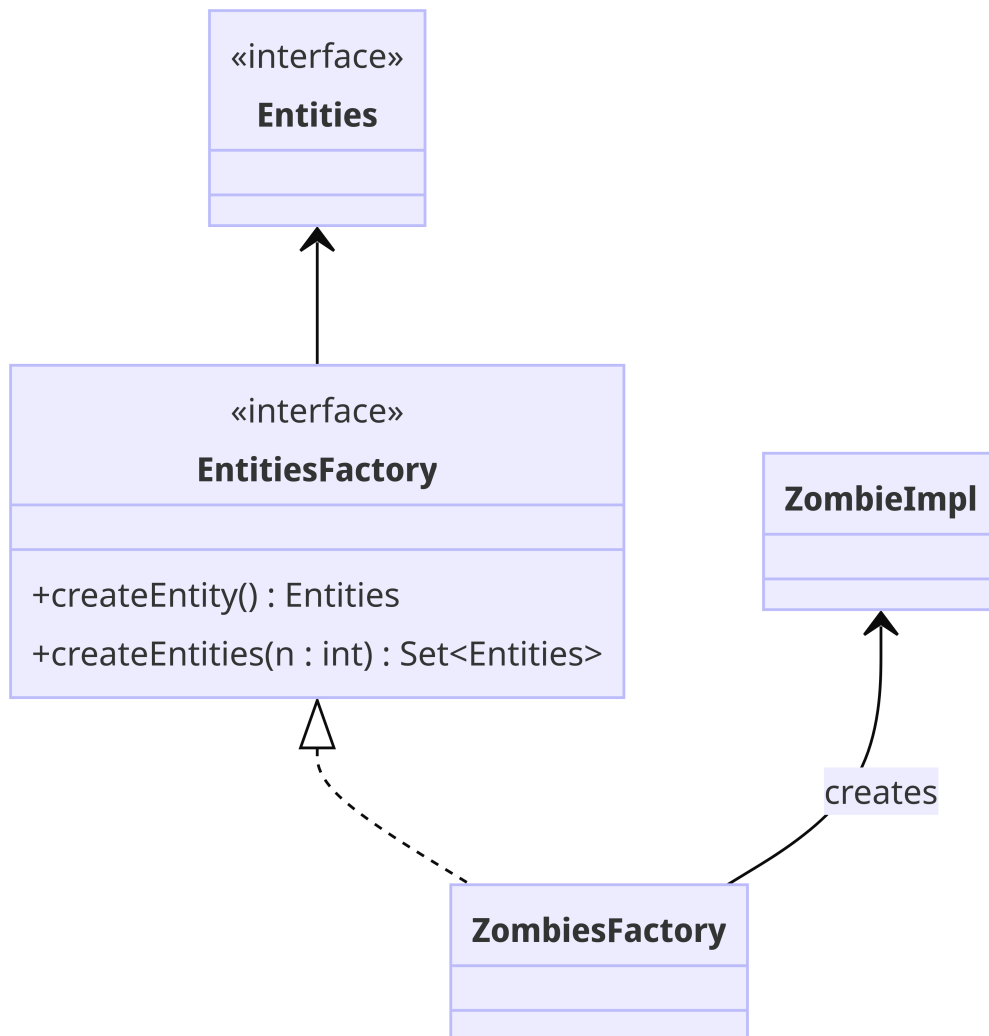 «interface»
Entities
«interface»
EntitiesFactory
+createEntity() : Entities
+createEntities(n : int) : Set<Entities>
ZombieImpl
creates
ZombiesFactory